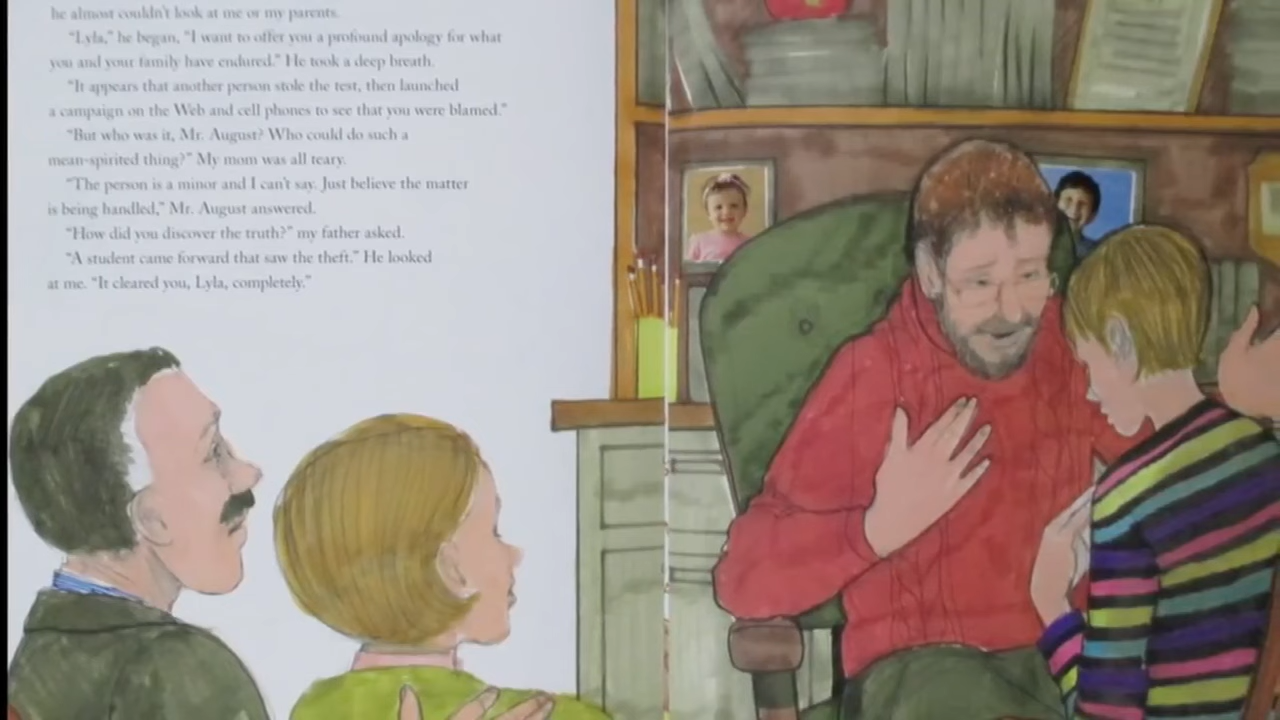 he almost couldn't look at me or my parents.
"Lyla," he began, "I want to offer you a profound apology for what
you and your family have endured." He took a deep breath.
"It appears that another person stole the test, then launched
a campaign on the Web and cell phones to see that you were blamed."
"But who was it, Mr. August? Who could do such a
mean-spirited thing?" My mom was all teary.
"The person is a minor and I can't say. Just believe the matter
is being handled," Mr. August answered.
"How did you discover the truth?" my father asked.
"A student came forward that saw the theft." He looked
at me. "It cleared you, Lyla, completely."